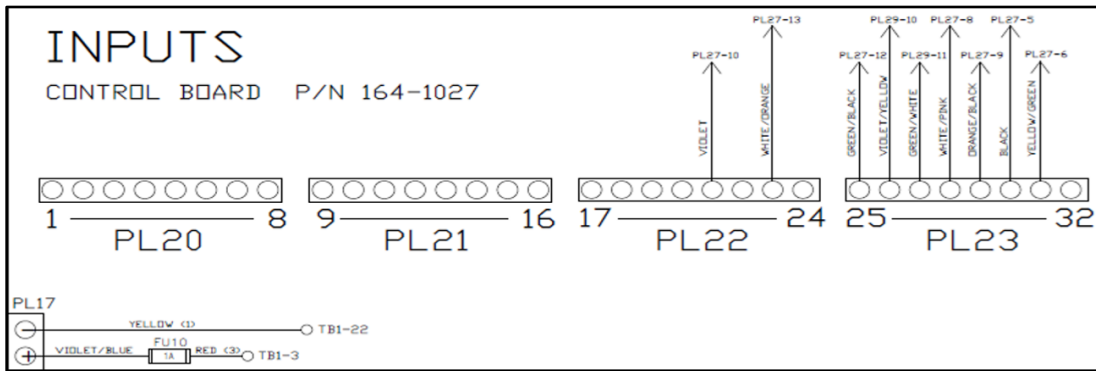 INPUTS
CONTROL BOARD P/N 164-1027
PL27-10
PL27-13
PL27-12
PL29-10
PL29-11
PL27-8
PL27-9
PL27-5
PL27-6
VIOLET
WHITE/ORANGE
GREEN/BLACK
VIOLET/YELLOW
GREEN/WHITE
WHITE/PINK
ORANGE/BLACK
BLACK
YELLOW/GREEN
1 8
PL20
9 16
PL21
17 24
PL22
25 32
PL23
PL17
- YELLOW (1) TB1-22
+ VIOLET/BLUE FU10 1A RED (3) TB1-3